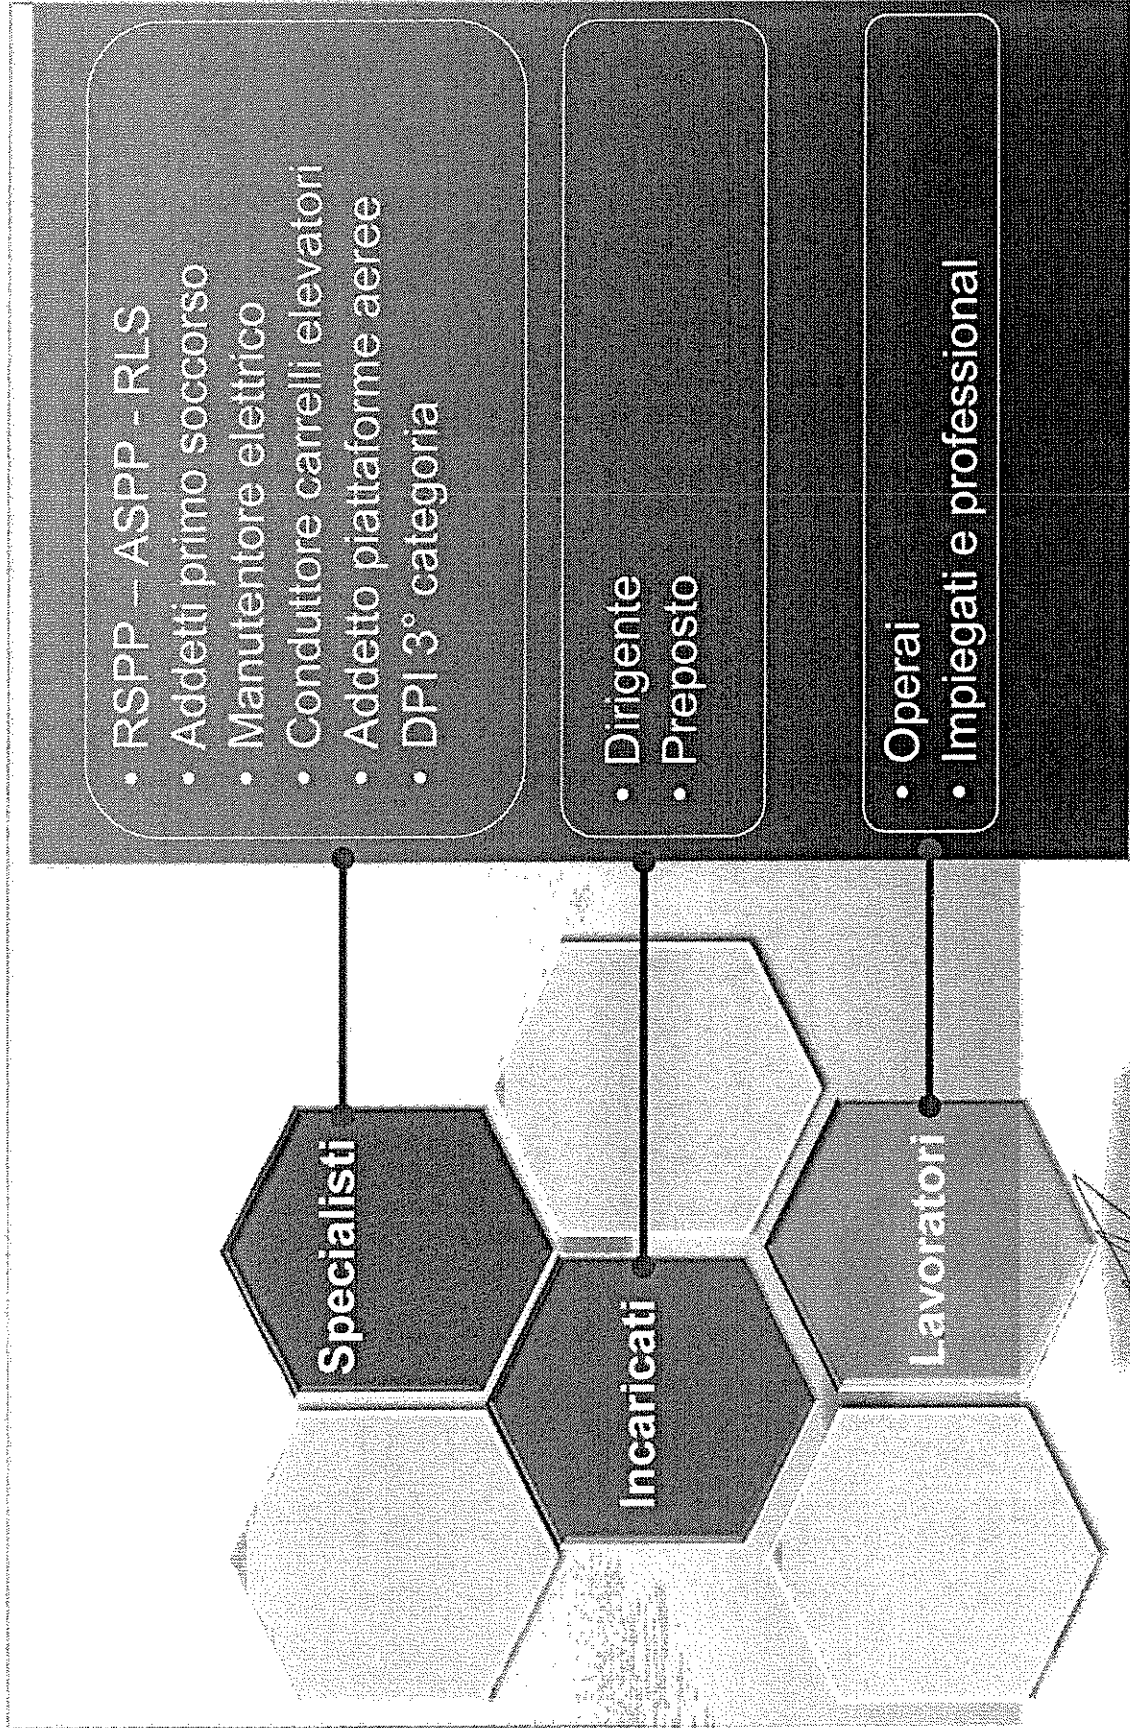 Specialisti
• RSPP – ASPP - RLS
• Addetti primo soccorso
• Manutentore elettrico
• Conduttore carrelli elevatori
• Addetto piattaforme aeree
• DPI 3° categoria
Incaricati
• Dirigente
• Preposto
Lavoratori
• Operai
• Impiegati e professional